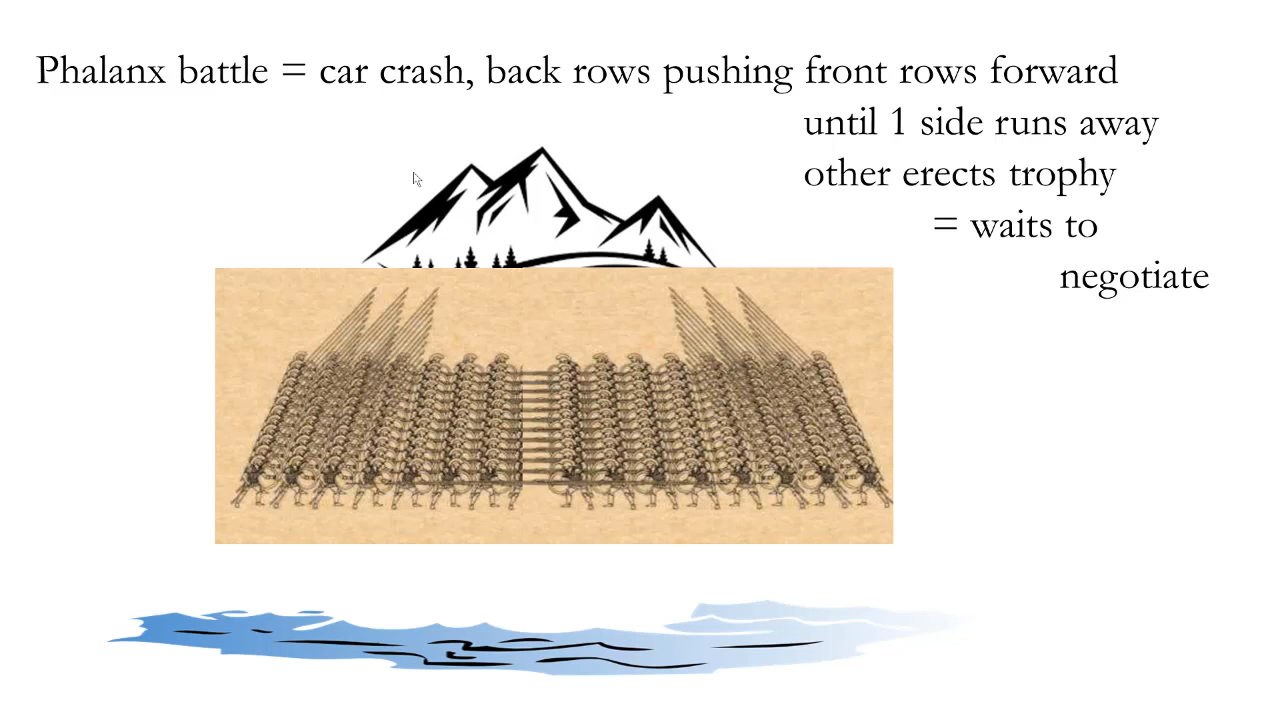 Phalanx battle = car crash, back rows pushing front rows forward
until 1 side runs away
other erects trophy
= waits to
negotiate